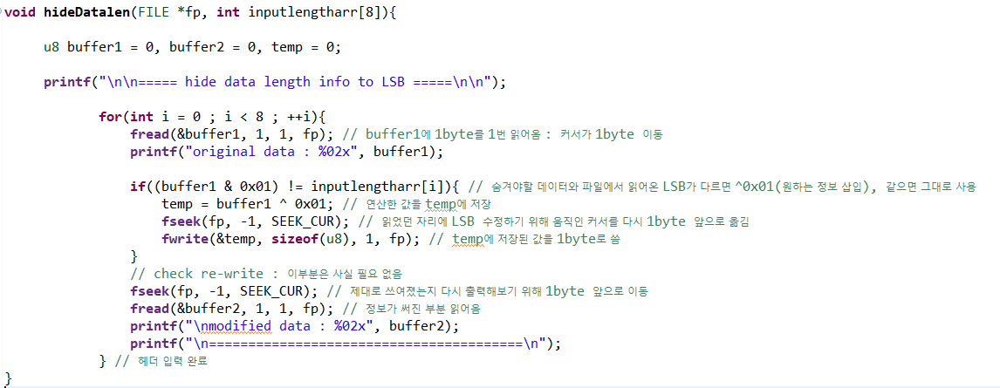 void hideDatalen(FILE *fp, int inputlengtharr[8]){
u8 buffer1 = 0, buffer2 = 0, temp = 0;
printf("\n\n===== hide data length info to LSB =====\n\n");
for(int i = 0 ; i < 8 ; ++i){
fread(&buffer1, 1, 1, fp); // buffer1에 1byte를 1번 읽어옴 : 커서가 1byte 이동
printf("original data : %02x", buffer1);
if((buffer1 & 0x01) != inputlengtharr[i]){ // 숨겨야할 데이터와 파일에서 읽어온 LSB가 다르면 ^0x01(원하는 정보 삽입), 같으면 그대로 사용
temp = buffer1 ^ 0x01; // 연산한 값을 temp에 저장
fseek(fp, -1, SEEK_CUR); // 읽었던 자리에 LSB 수정하기 위해 움직인 커서를 다시 1byte 앞으로 옮김
fwrite(&temp, sizeof(u8), 1, fp); // temp에 저장된 값을 1byte로 씀
}
// check re-write : 이부분은 사실 필요 없음
fseek(fp, -1, SEEK_CUR); // 제대로 쓰여졌는지 다시 출력해보기 위해 1byte 앞으로 이동
fread(&buffer2, 1, 1, fp); // 정보가 써진 부분 읽어옴
printf("\nmodified data : %02x", buffer2);
printf("\n========================================\n");
} // 헤더 입력 완료
}